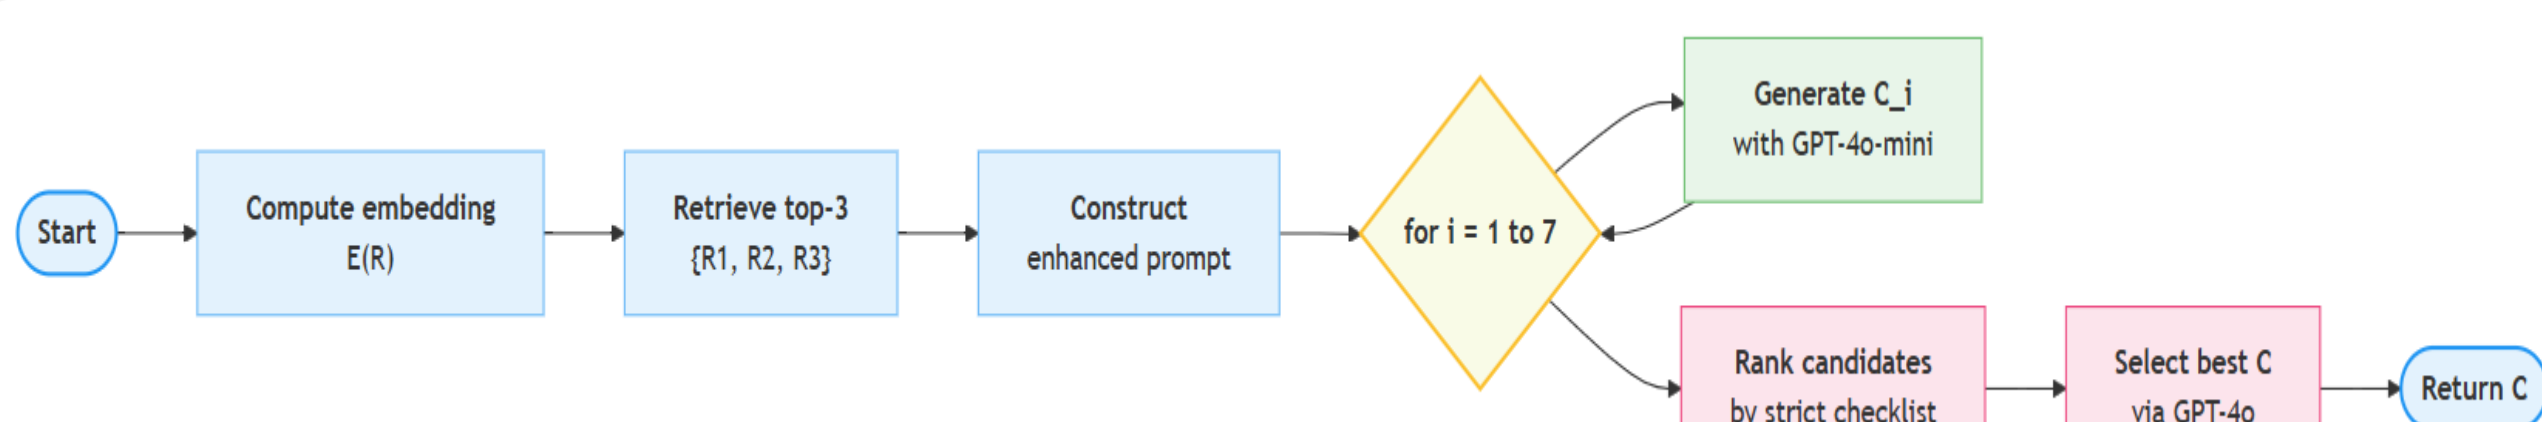 Start
Compute embedding
E(R)
Retrieve top-3
{R1, R2, R3}
Construct
enhanced prompt
for i = 1 to 7
Generate C_i
with GPT-4o-mini
Rank candidates
by strict checklist
Select best C
via GPT-4o
Return C